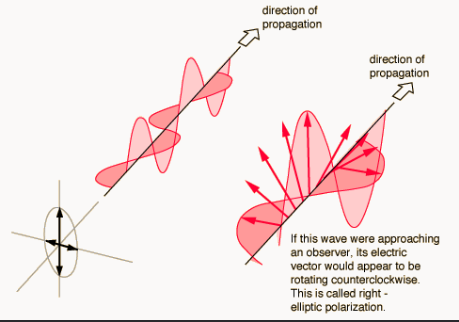 direction of
propagation
direction of
propagation
If this wave were approaching
an observer, its electric
vector would appear to be
rotating counterclockwise.
This is called right -
elliptic polarization.